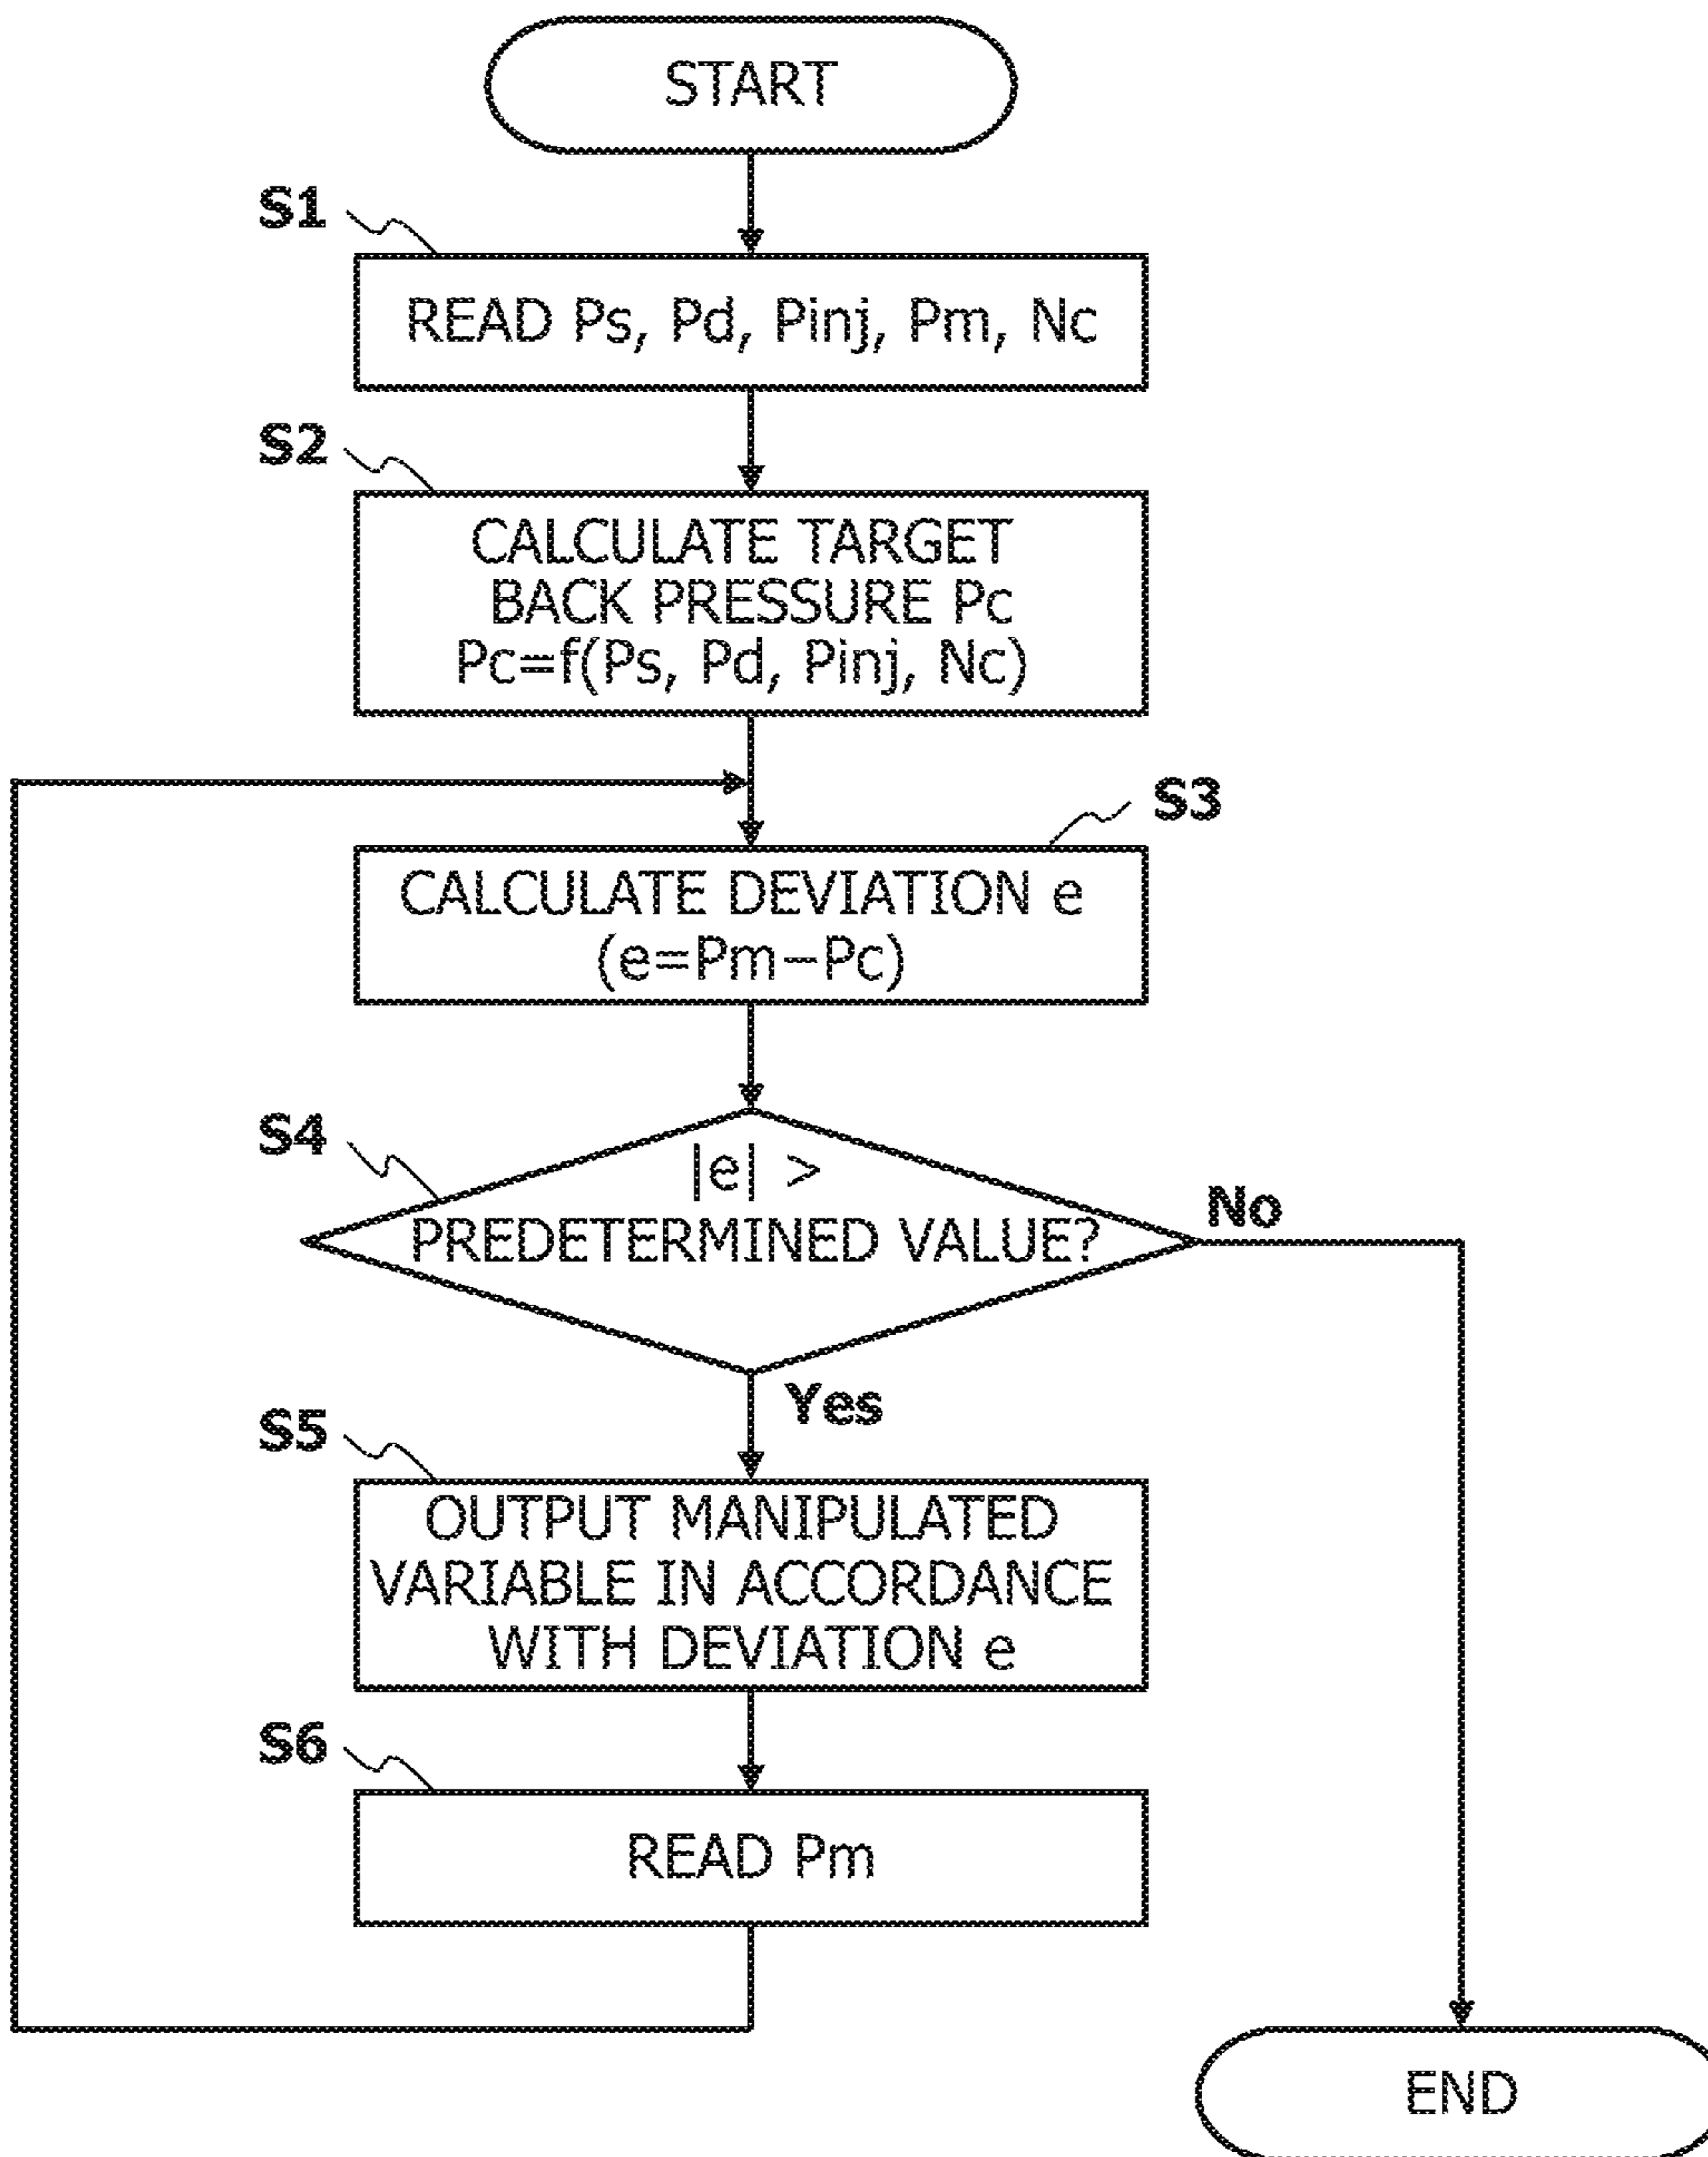 START
S1
READ Ps, Pd, Pinj, Pm, Nc
S2
CALCULATE TARGET
BACK PRESSURE Pc
Pc=f(Ps, Pd, Pinj, Nc)
S3
CALCULATE DEVIATION e
(e=Pm−Pc)
S4
|e| >
PREDETERMINED VALUE?
No
Yes
S5
OUTPUT MANIPULATED
VARIABLE IN ACCORDANCE
WITH DEVIATION e
S6
READ Pm
END